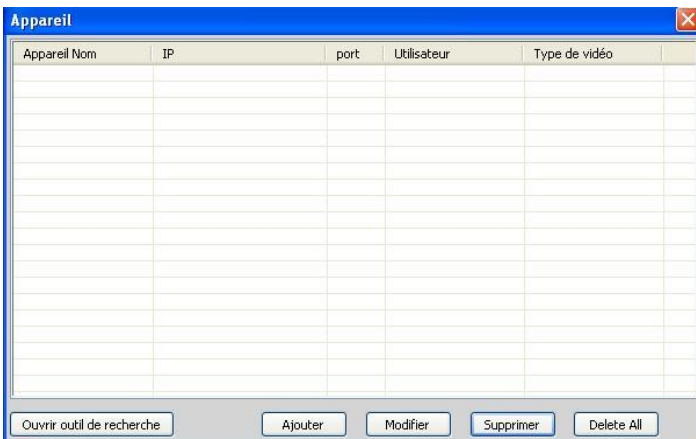 Appareil
Appareil Nom IP port Utilisateur Type de vidéo
Ouvrir outil de recherche Ajouter Modifier Supprimer Delete All